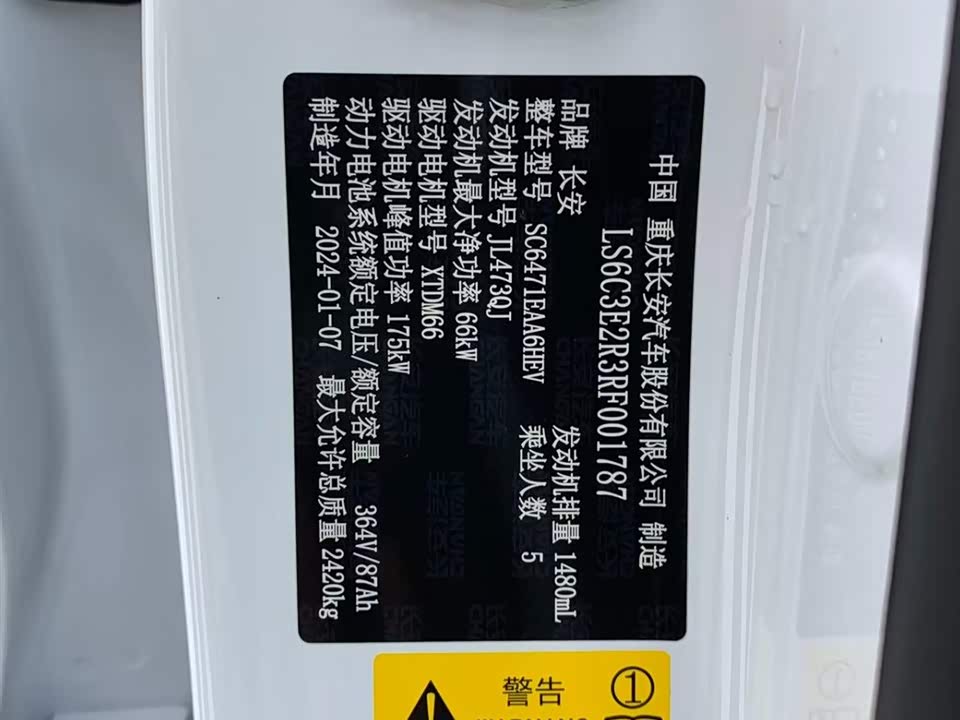 中国 重庆长安汽车股份有限公司 制造
LS6C3E2R3RF001787
品牌 长安 发动机排量 1480mL
整车型号 SC6471EAA6HEV 乘坐人数 5
发动机型号 JL473QJ
发动机最大净功率 66kW
驱动电机型号 XTDM66
驱动电机峰值功率 175kW
动力电池系统额定电压/额定容量 364V/87Ah
制造年月 2024-01-07 最大允许总质量 2420kg
警告 ①